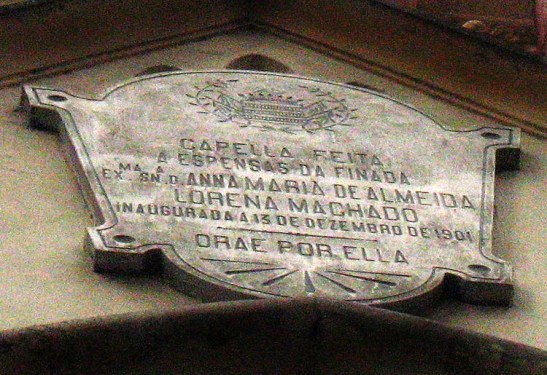 CAPELLA FEITA
A ESPENSAS DA FINADA
EX.MA SN.A D. ANNA MARIA DE ALMEIDA
LORENA MACHADO
INAUGURADA A 13 DE DEZEMBRO DE 1901.
ORAE POR ELLA